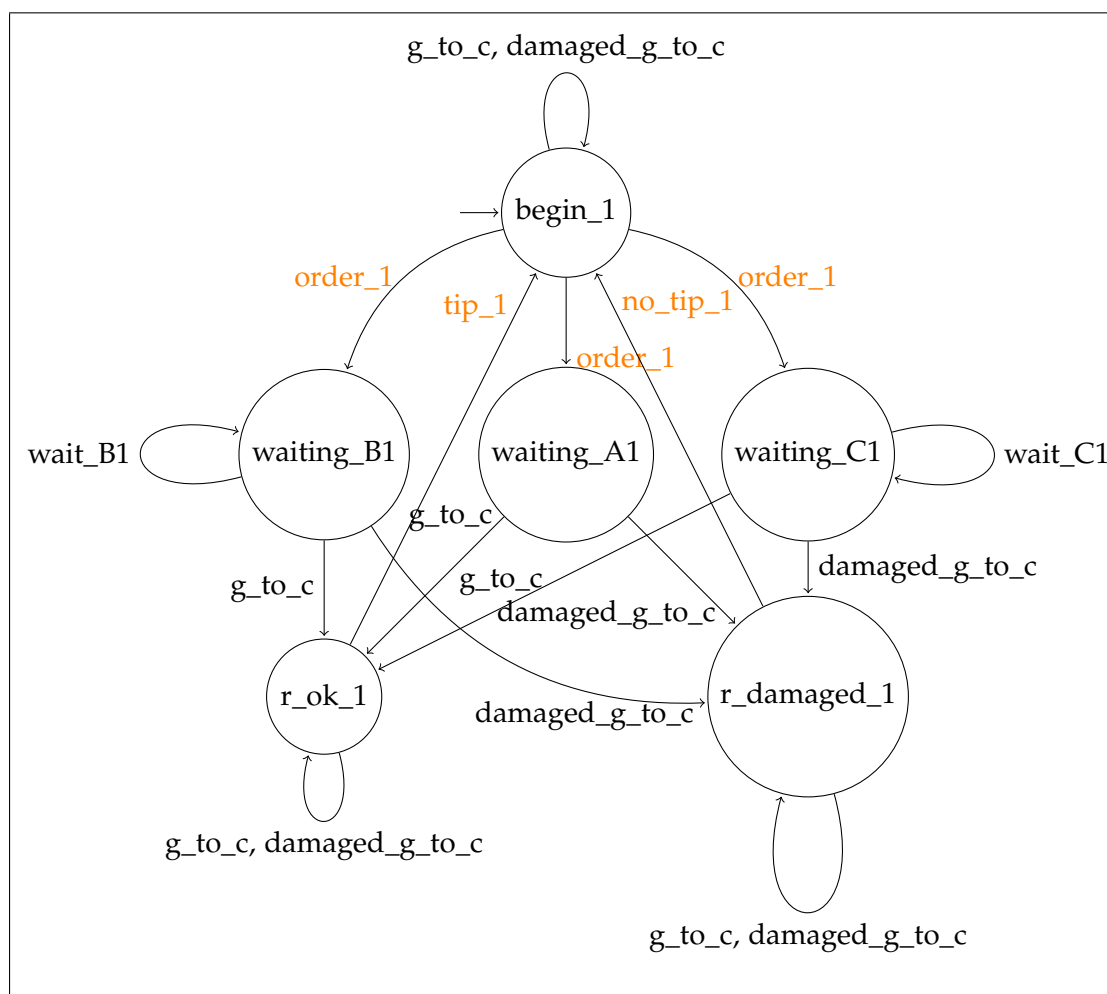 g_to_c, damaged_g_to_c
begin_1
order_1
tip_1
no_tip_1
order_1
order_1
wait_B1
waiting_B1
waiting_A1
waiting_C1
wait_C1
g_to_c
g_to_c
g_to_c
damaged_g_to_c
damaged_g_to_c
r_ok_1
r_damaged_1
damaged_g_to_c
g_to_c, damaged_g_to_c
g_to_c, damaged_g_to_c